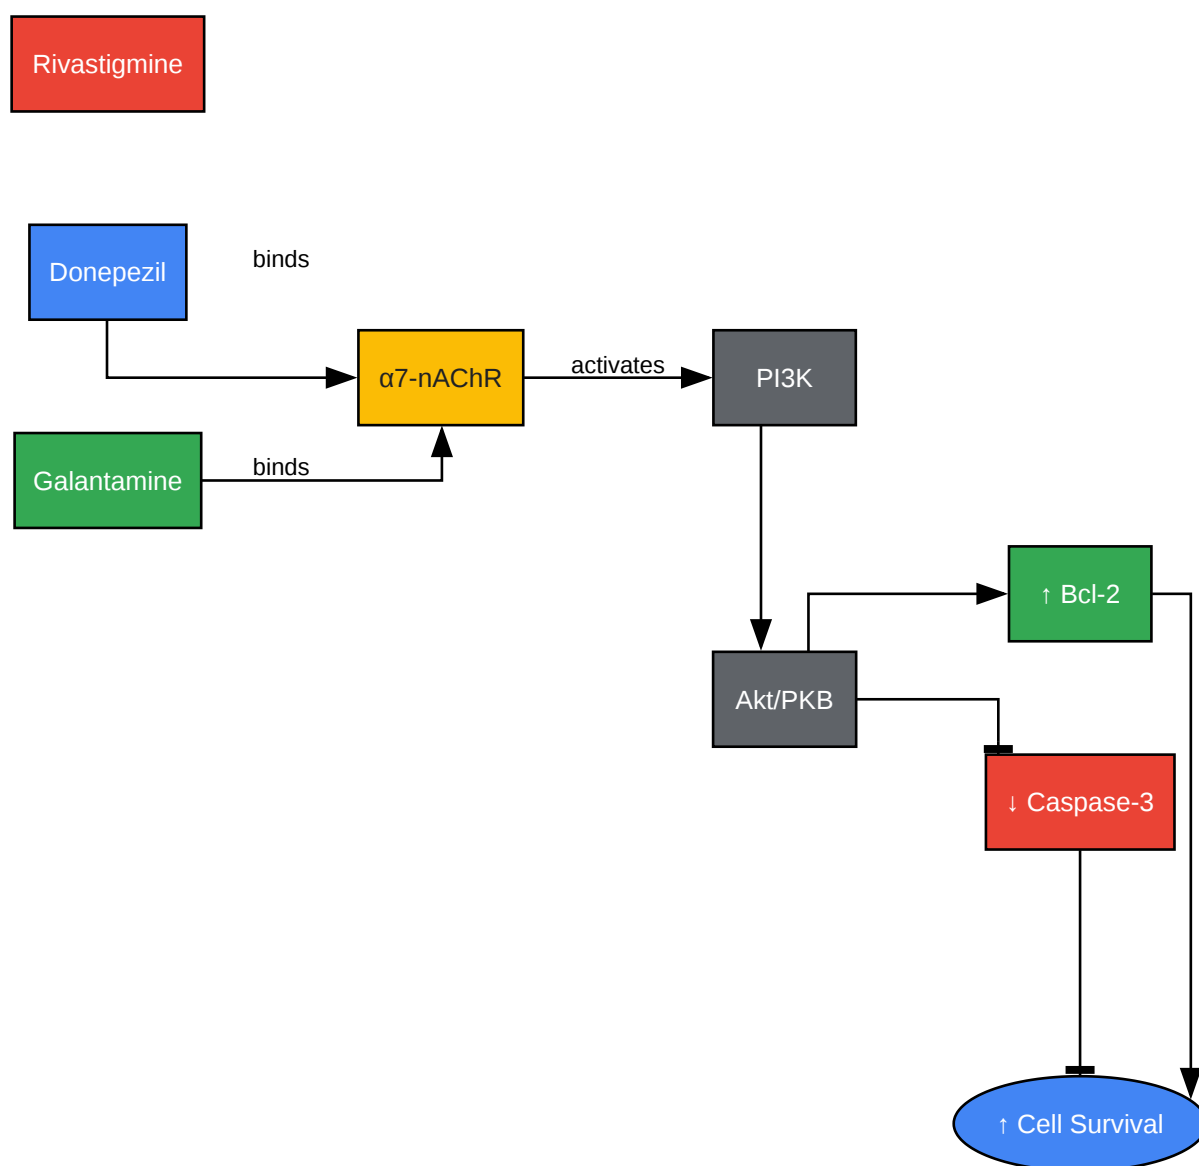 Rivastigmine
Donepezil
binds
α7-nAChR
activates
PI3K
Galantamine
binds
↑ Bcl-2
Akt/PKB
↓ Caspase-3
↑ Cell Survival